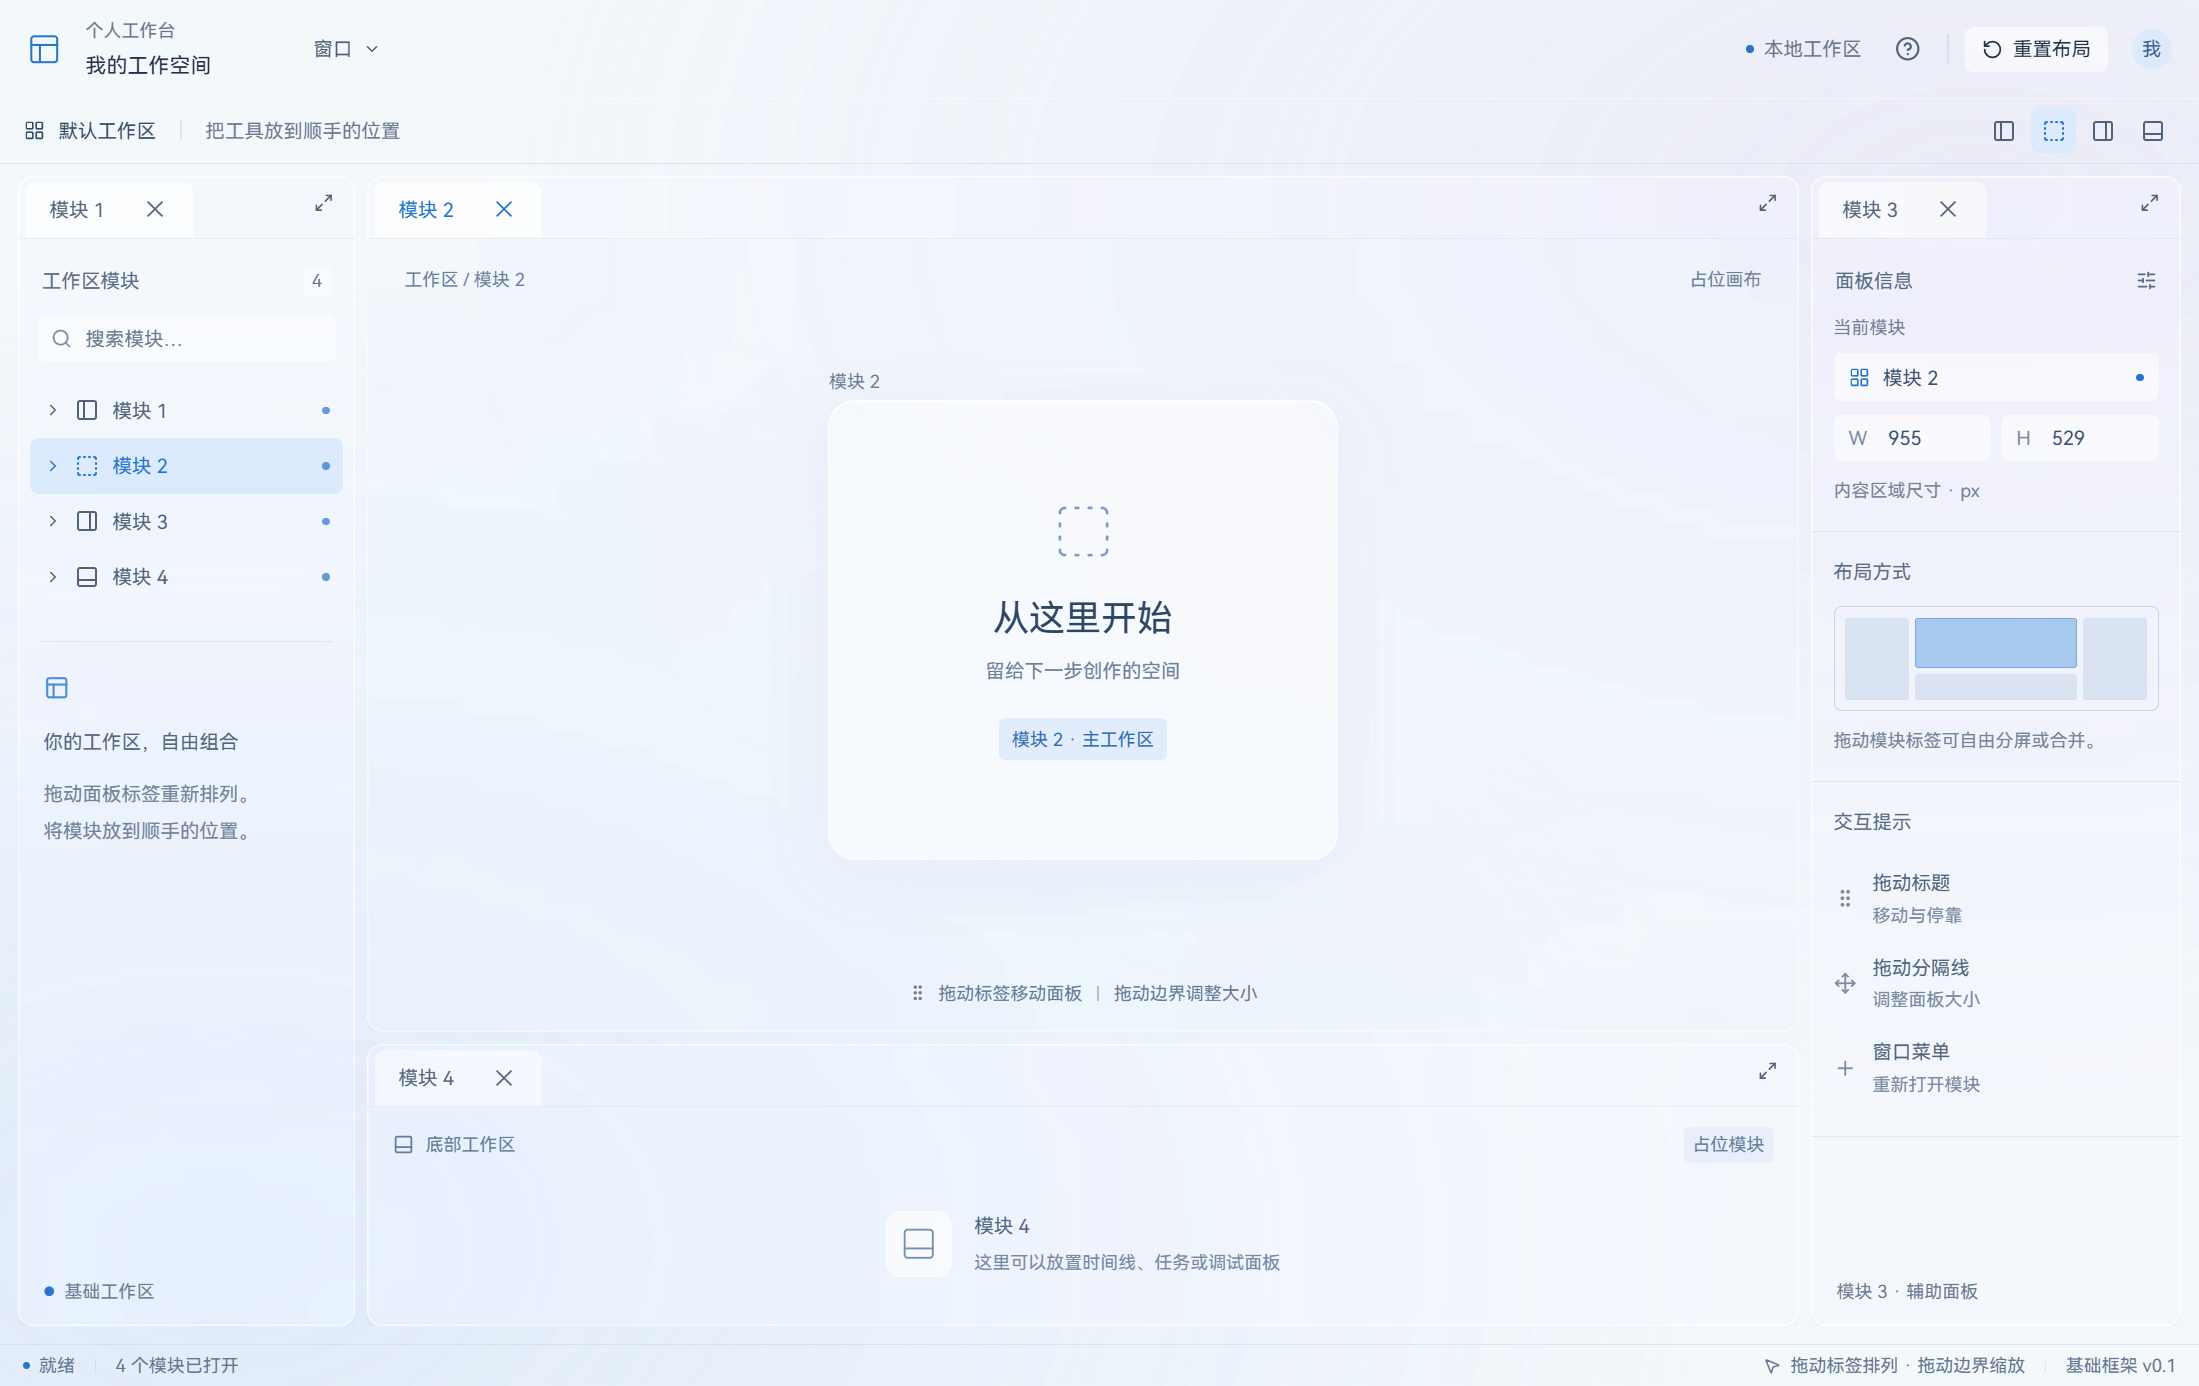 个人工作台
我的工作空间
窗口
本地工作区
重置布局
我
默认工作区
把工具放到顺手的位置
模块 1
工作区模块
4
搜索模块...
模块 1
模块 2
模块 3
模块 4
你的工作区，自由组合
拖动面板标签重新排列。
将模块放到顺手的位置。
基础工作区
模块 2
工作区 / 模块 2
占位画布
模块 2
从这里开始
留给下一步创作的空间
模块 2 · 主工作区
拖动标签移动面板 | 拖动边界调整大小
模块 4
底部工作区
占位模块
模块 4
这里可以放置时间线、任务或调试面板
模块 3
面板信息
当前模块
模块 2
W 955
H 529
内容区域尺寸 · px
布局方式
拖动模块标签可自由分屏或合并。
交互提示
拖动标题
移动与停靠
拖动分隔线
调整面板大小
窗口菜单
重新打开模块
模块 3 · 辅助面板
就绪
4 个模块已打开
拖动标签排列 · 拖动边界缩放
基础框架 v0.1